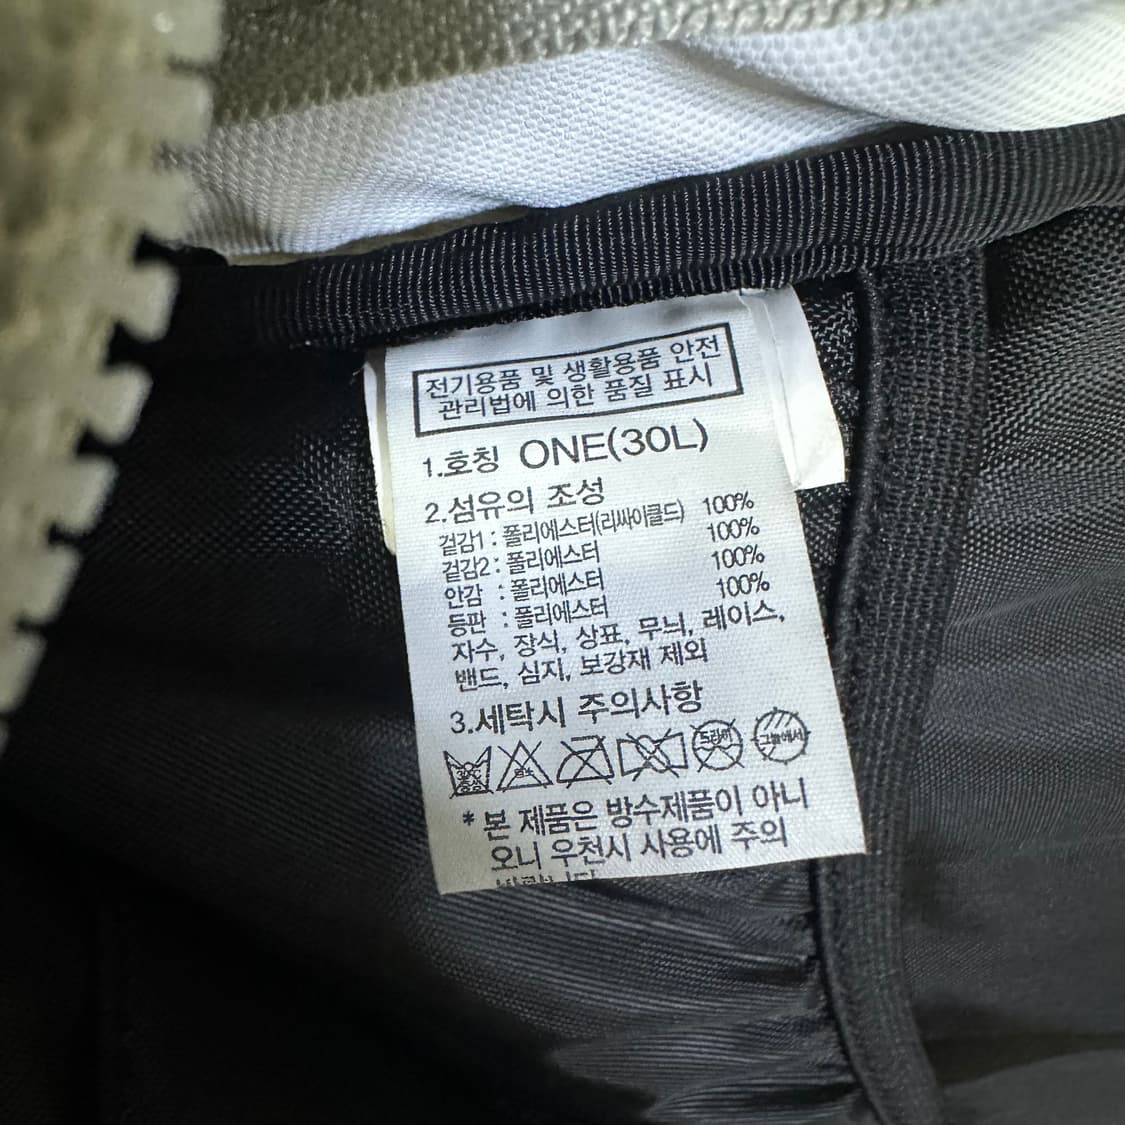 전기용품 및 생활용품 안전
관리법에 의한 품질 표시
1.호칭 ONE(30L)
2.섬유의 조성
겉감1 : 폴리에스터(리싸이클드) 100%
겉감2 : 폴리에스터 100%
안감 : 폴리에스터 100%
등판 : 폴리에스터 100%
자수, 장식, 상표, 무늬, 레이스,
밴드, 심지, 보강재 제외
3.세탁시 주의사항
드라이 그늘에서
* 본 제품은 방수제품이 아니
오니 우천시 사용에 주의